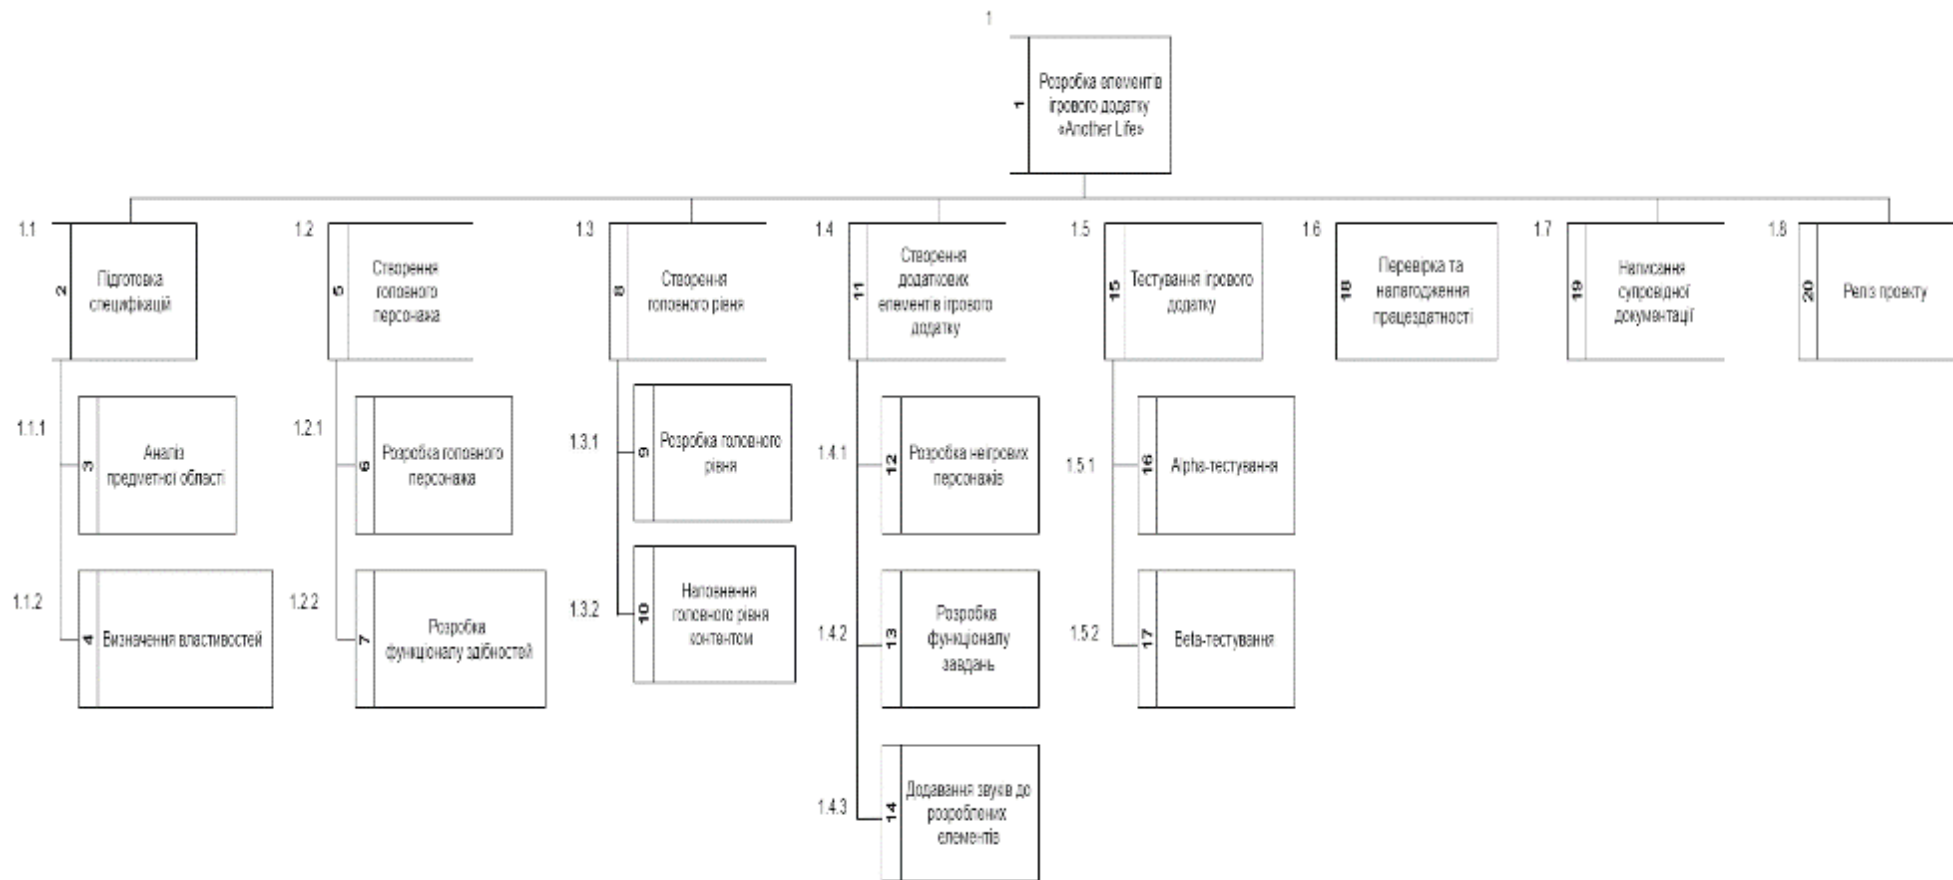 1
1
Розробка елементів
ігрового додатку
«Another Life»
1.1
2
Підготовка
специфікацій
1.2
5
Створення
головного
персонажа
1.3
8
Створення
головного рівня
1.4
11
Створення
додаткових
елементів ігрового
додатку
1.5
15
Тестування ігрового
додатку
1.6
18
Перевірка та
налагодження
працездатності
1.7
19
Написання
супровідної
документації
1.8
20
Реліз проекту
1.1.1
3
Аналіз
предметної області
1.2.1
6
Розробка головного
персонажа
1.3.1
9
Розробка головного
рівня
1.4.1
12
Розробка неігрових
персонажів
1.5.1
16
Alpha-тестування
1.1.2
4
Визначення властивостей
1.2.2
7
Розробка
функціоналу здібностей
1.3.2
10
Наповнення
головного рівня
контентом
1.4.2
13
Розробка
функціоналу
завдань
1.5.2
17
Beta-тестування
1.4.3
14
Додавання звуків до
розроблених
елементів